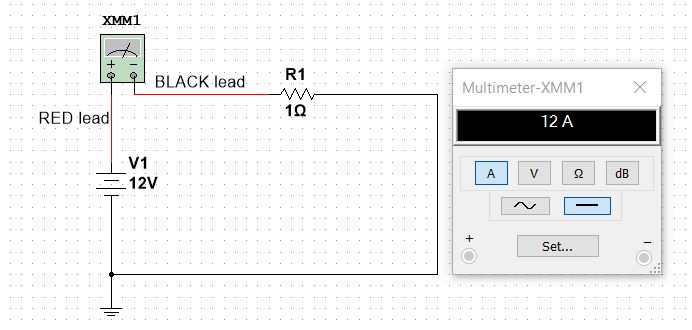 XMM1
BLACK lead
R1
1Ω
RED lead
V1
12V
Multimeter-XMM1
12 A
A V Ω dB
Set...